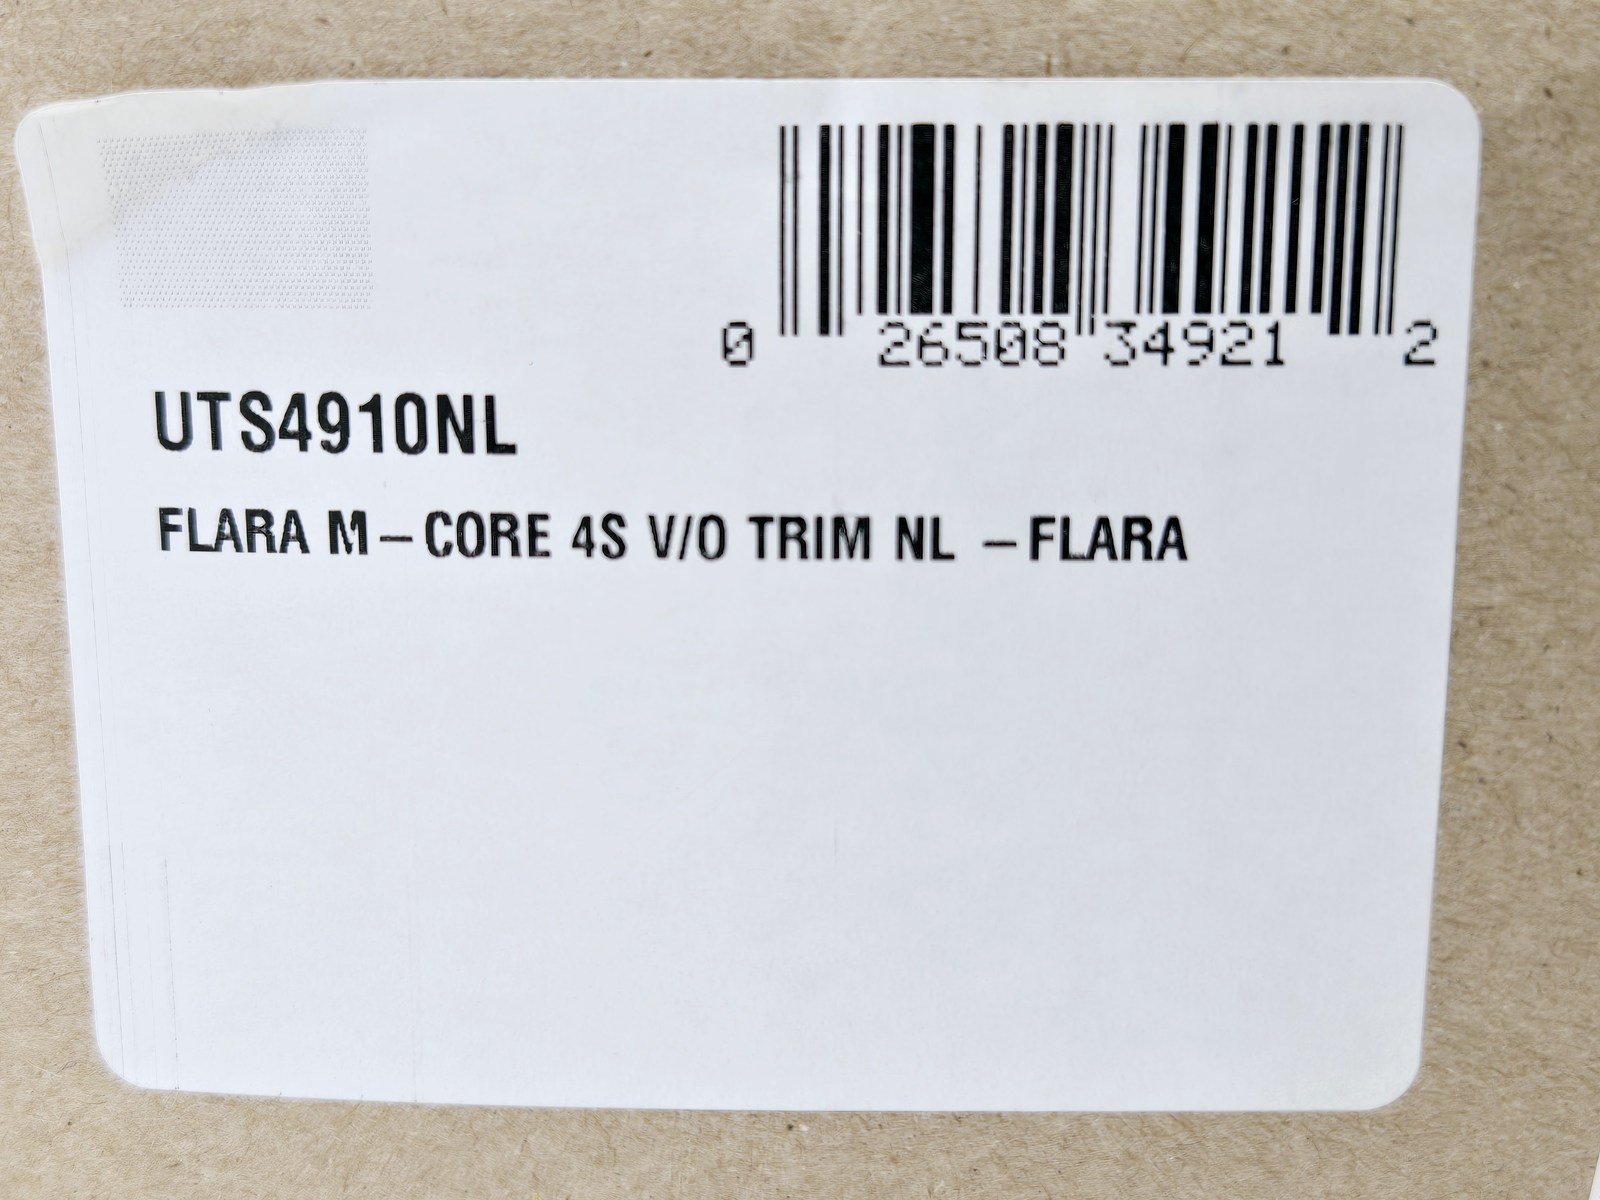 0 26508 34921 2
UTS4910NL
FLARA M-CORE 4S V/O TRIM NL -FLARA